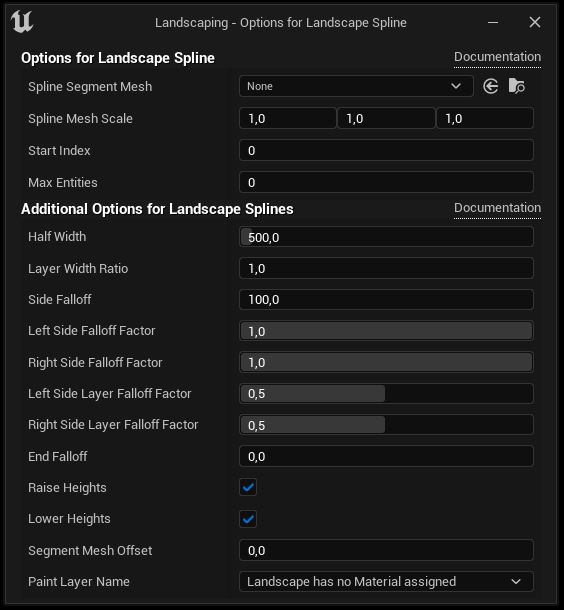 Landscaping - Options for Landscape Spline
Options for Landscape Spline Documentation
Spline Segment Mesh None
Spline Mesh Scale 1,0 1,0 1,0
Start Index 0
Max Entities 0
Additional Options for Landscape Splines Documentation
Half Width 500,0
Layer Width Ratio 1,0
Side Falloff 100,0
Left Side Falloff Factor 1,0
Right Side Falloff Factor 1,0
Left Side Layer Falloff Factor 0,5
Right Side Layer Falloff Factor 0,5
End Falloff 0,0
Raise Heights
Lower Heights
Segment Mesh Offset 0,0
Paint Layer Name Landscape has no Material assigned